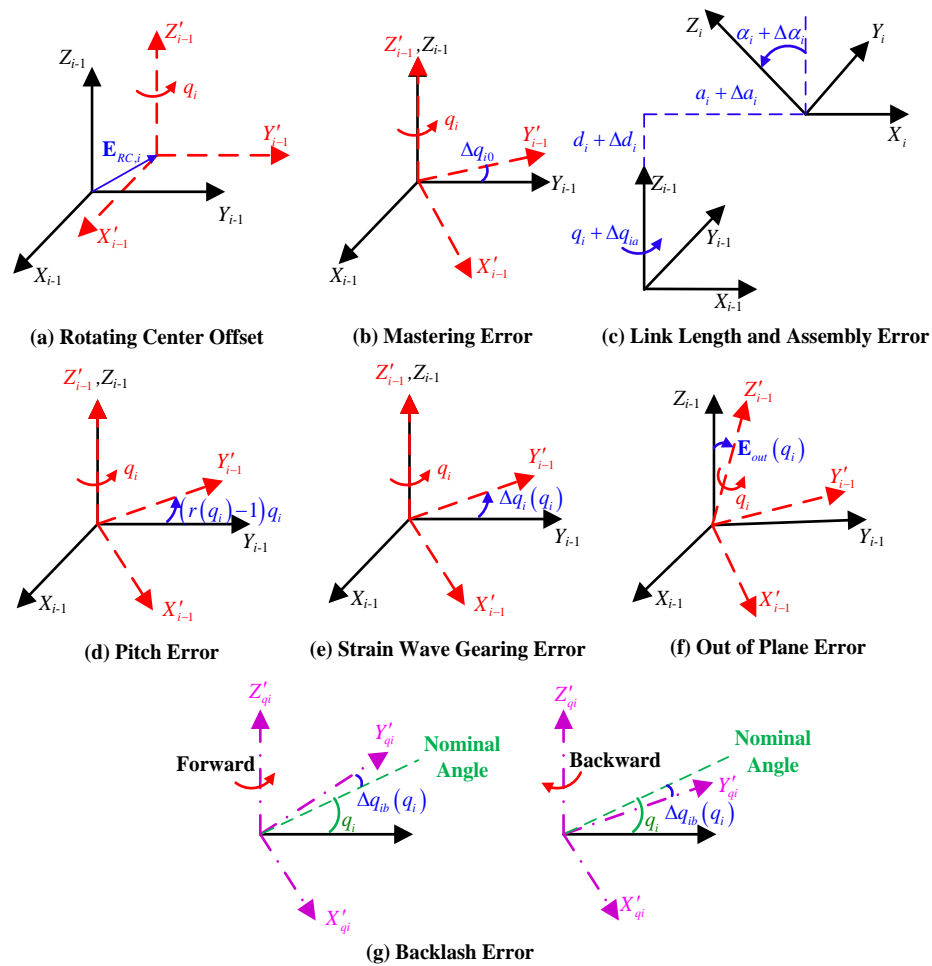 Z′i−1
Zi-1
qi
Y′i−1
ERC,i
Yi-1
X′i−1
Xi-1
(a) Rotating Center Offset
Z′i−1,Zi-1
qi
Y′i−1
Δqi0
Yi-1
Xi-1
X′i−1
(b) Mastering Error
Zi
αi + Δαi
Yi
ai + Δai
Xi
di + Δdi
Zi-1
qi + Δqia
Yi-1
Xi-1
(c) Link Length and Assembly Error
Z′i−1,Zi-1
qi
Y′i−1
(r(qi)−1)qi
Yi-1
Xi-1
X′i−1
(d) Pitch Error
Z′i−1,Zi-1
qi
Y′i−1
Δqi(qi)
Yi-1
Xi-1
X′i−1
(e) Strain Wave Gearing Error
Zi-1
Z′i−1
Eout(qi)
qi
Y′i−1
Yi-1
Xi-1
X′i−1
(f) Out of Plane Error
Z′qi
Forward
Y′qi
Nominal
Angle
Δqib(qi)
qi
X′qi
Z′qi
Backward
Nominal
Angle
Y′qi
qi
Δqib(qi)
X′qi
(g) Backlash Error